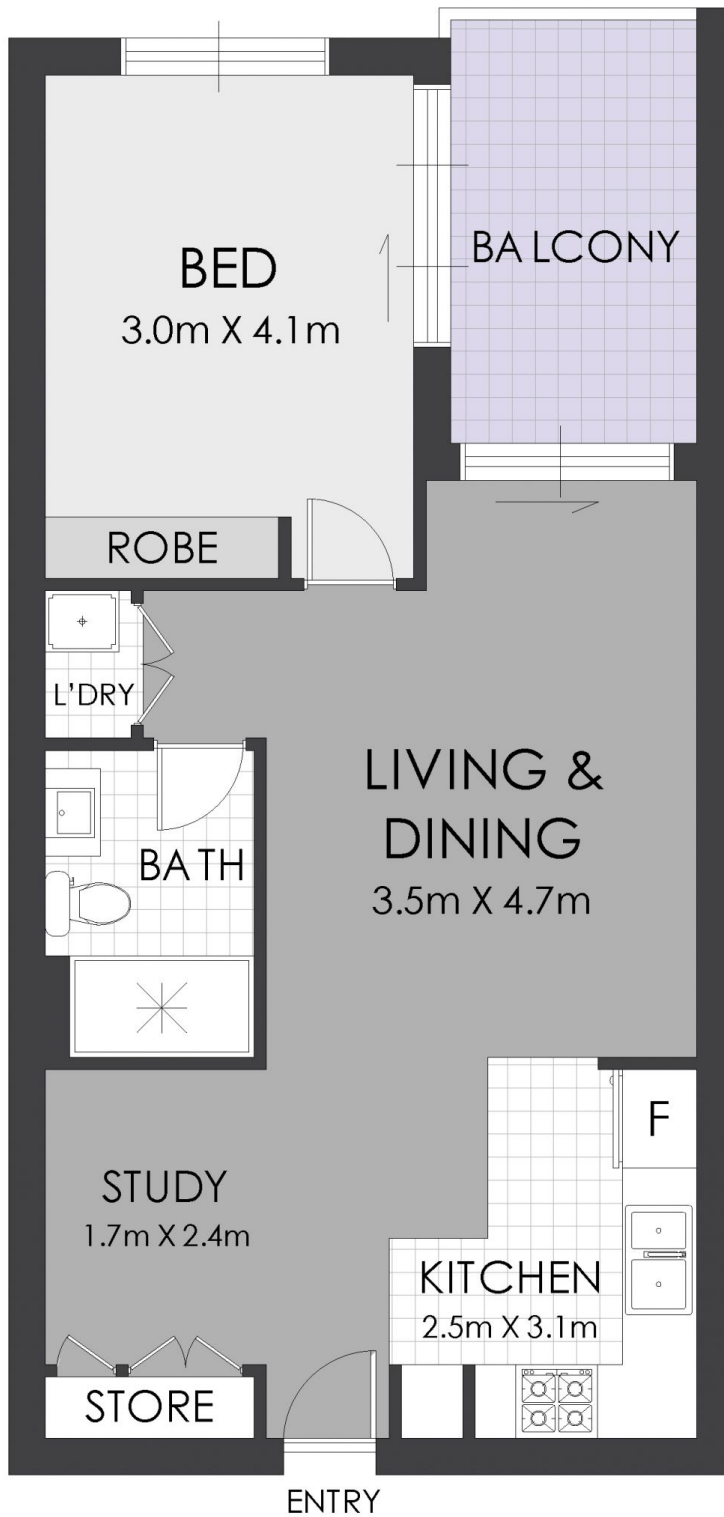 BED
3.0m X 4.1m
BALCONY
ROBE
L'DRY
LIVING &
DINING
3.5m X 4.7m
BATH
F
STUDY
1.7m X 2.4m
KITCHEN
2.5m X 3.1m
STORE
ENTRY